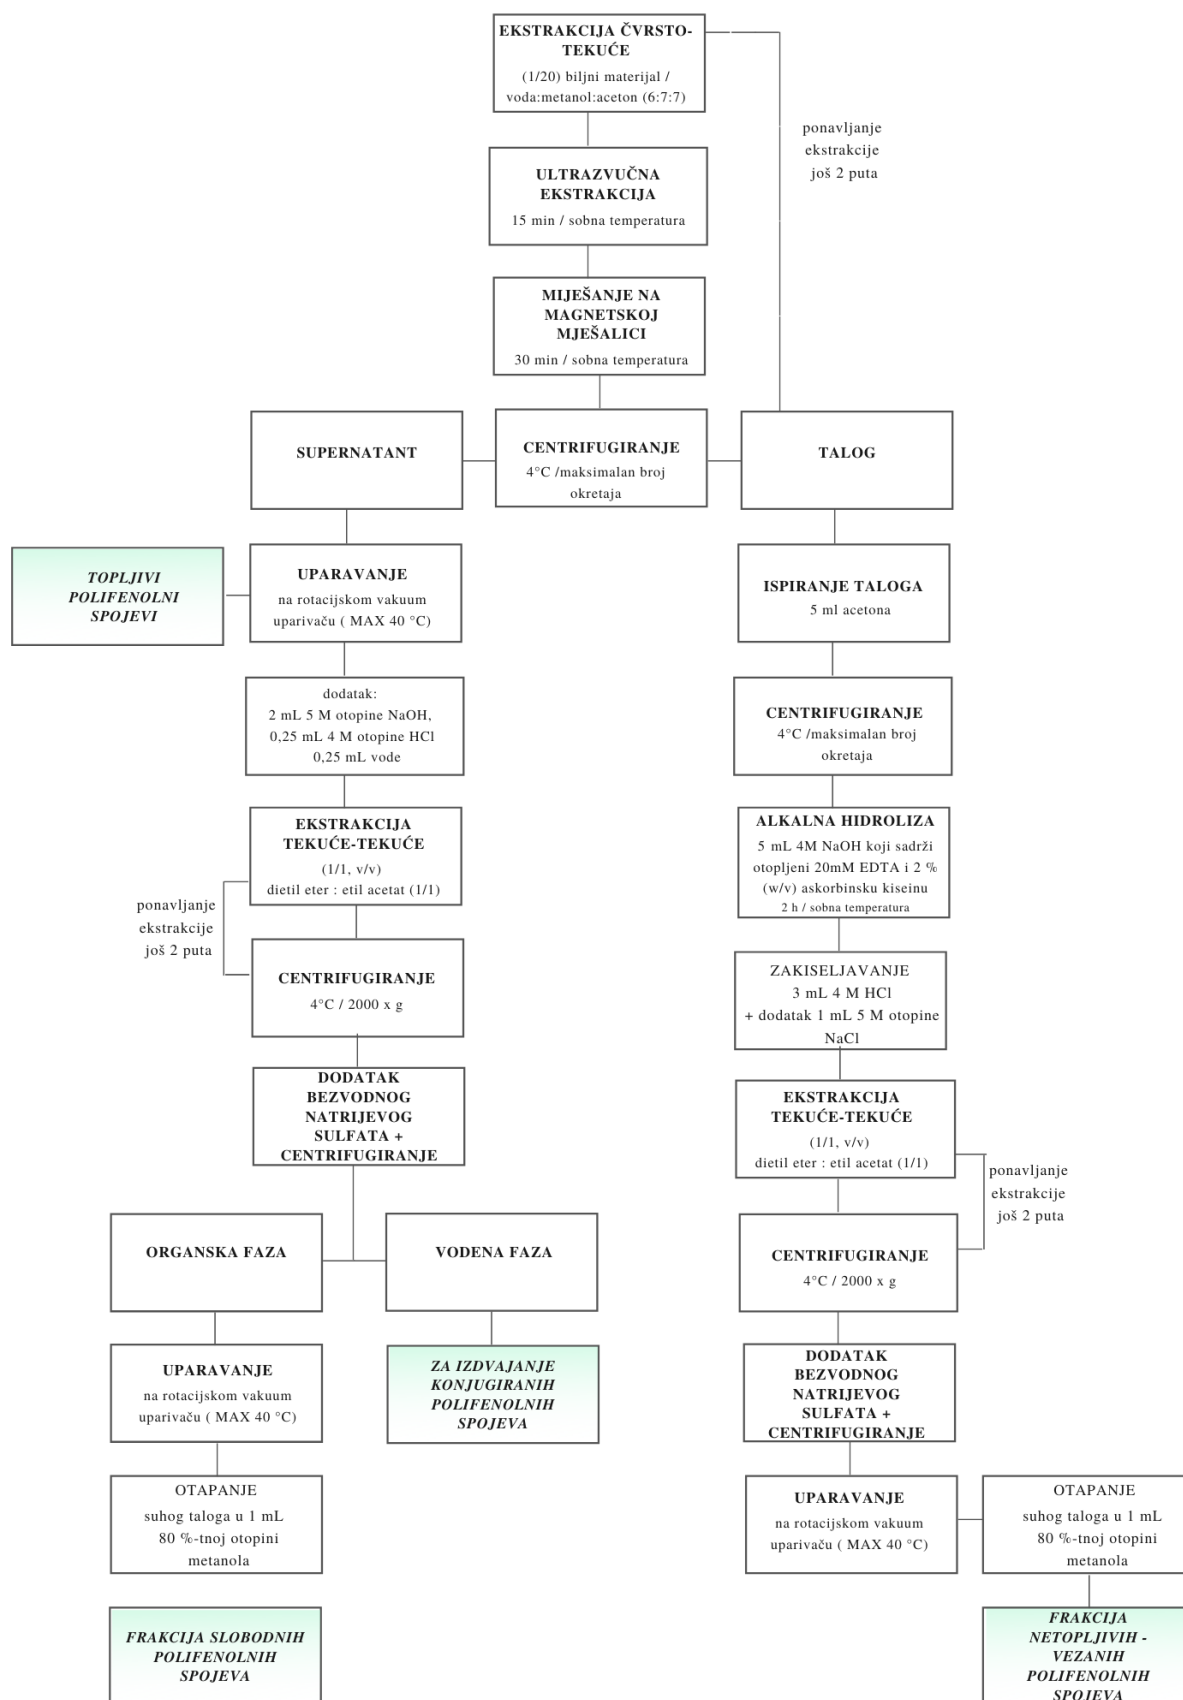 EKSTRAKCIJA ČVRSTO-
TEKUĆE
(1/20) biljni materijal /
voda:metanol:aceton (6:7:7)
ponavljanje
ekstrakcije
još 2 puta
ULTRAZVUČNA
EKSTRAKCIJA
15 min / sobna temperatura
MIJEŠANJE NA
MAGNETSKOJ
MJEŠALICI
30 min / sobna temperatura
SUPERNATANT
CENTRIFUGIRANJE
4°C /maksimalan broj
okretaja
TALOG
TOPLJIVI
POLIFENOLNI
SPOJEVI
UPARAVANJE
na rotacijskom vakuum
uparivaču ( MAX 40 °C)
ISPIRANJE TALOGA
5 ml acetona
dodatak:
2 mL 5 M otopine NaOH,
0,25 mL 4 M otopine HCl
0,25 mL vode
CENTRIFUGIRANJE
4°C /maksimalan broj
okretaja
EKSTRAKCIJA
TEKUĆE-TEKUĆE
(1/1, v/v)
dietil eter : etil acetat (1/1)
ponavljanje
ekstrakcije
još 2 puta
ALKALNA HIDROLIZA
5 mL 4M NaOH koji sadrži
otopljeni 20mM EDTA i 2 %
(w/v) askorbinsku kiseinu
2 h / sobna temperatura
CENTRIFUGIRANJE
4°C / 2000 x g
ZAKISELJAVANJE
3 mL 4 M HCl
+ dodatak 1 mL 5 M otopine
NaCl
DODATAK
BEZVODNOG
NATRIJEVOG
SULFATA +
CENTRIFUGIRANJE
EKSTRAKCIJA
TEKUĆE-TEKUĆE
(1/1, v/v)
dietil eter : etil acetat (1/1)
ponavljanje
ekstrakcije
još 2 puta
ORGANSKA FAZA
VODENA FAZA
CENTRIFUGIRANJE
4°C / 2000 x g
UPARAVANJE
na rotacijskom vakuum
uparivaču ( MAX 40 °C)
ZA IZDVAJANJE
KONJUGIRANIH
POLIFENOLNIH
SPOJEVA
DODATAK
BEZVODNOG
NATRIJEVOG
SULFATA +
CENTRIFUGIRANJE
OTAPANJE
suhog taloga u 1 mL
80 %-tnoj otopini
metanola
UPARAVANJE
na rotacijskom vakuum
uparivaču ( MAX 40 °C)
OTAPANJE
suhog taloga u 1 mL
80 %-tnoj otopini
metanola
FRAKCIJA SLOBODNIH
POLIFENOLNIH
SPOJEVA
FRAKCIJA
NETOPLJIVIH -
VEZANIH
POLIFENOLNIH
SPOJEVA